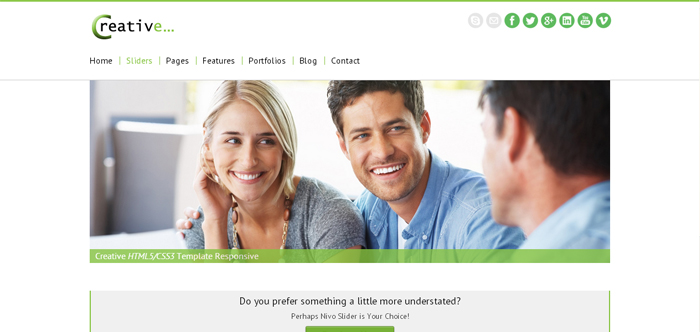 Creative...
Home | Sliders | Pages | Features | Portfolios | Blog | Contact
Creative HTML5/CSS3 Template Responsive
Do you prefer something a little more understated?
Perhaps Nivo Slider is Your Choice!